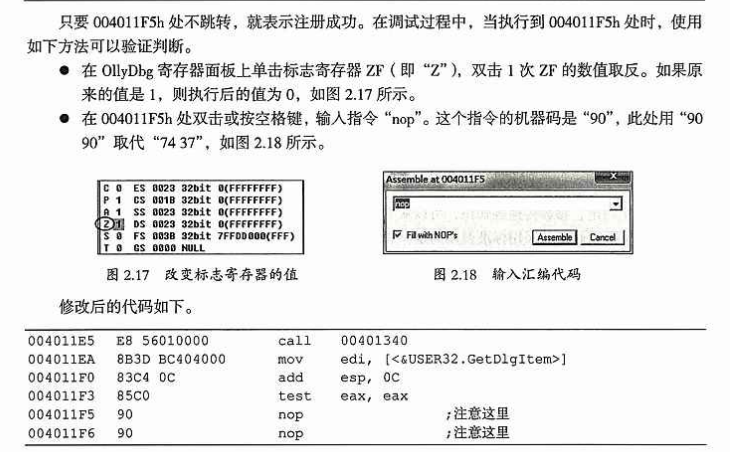 只要 004011F5h 处不跳转，就表示注册成功。在调试过程中，当执行到 004011F5h 处时，使用
如下方法可以验证判断。
● 在 OllyDbg 寄存器面板上单击标志寄存器 ZF（即“Z”），双击 1 次 ZF 的数值取反。如果原
来的值是 1，则执行后的值为 0，如图 2.17 所示。
● 在 004011F5h 处双击或按空格键，输入指令“nop”。这个指令的机器码是“90”，此处用“90
90”取代“74 37”，如图 2.18 所示。
C 0 ES 0023 32bit 0(FFFFFFFF)
P 1 CS 001B 32bit 0(FFFFFFFF)
A 1 SS 0023 32bit 0(FFFFFFFF)
Z 1 DS 0023 32bit 0(FFFFFFFF)
S 0 FS 003B 32bit 7FFDD000(FFF)
T 0 GS 0000 NULL
图 2.17 改变标志寄存器的值
Assemble at 004011F5
nop
Fill with NOP's Assemble Cancel
图 2.18 输入汇编代码
修改后的代码如下。
004011E5 E8 56010000 call 00401340
004011EA 8B3D BC404000 mov edi, [<&USER32.GetDlgItem>]
004011F0 83C4 0C add esp, 0C
004011F3 85C0 test eax, eax
004011F5 90 nop ;注意这里
004011F6 90 nop ;注意这里